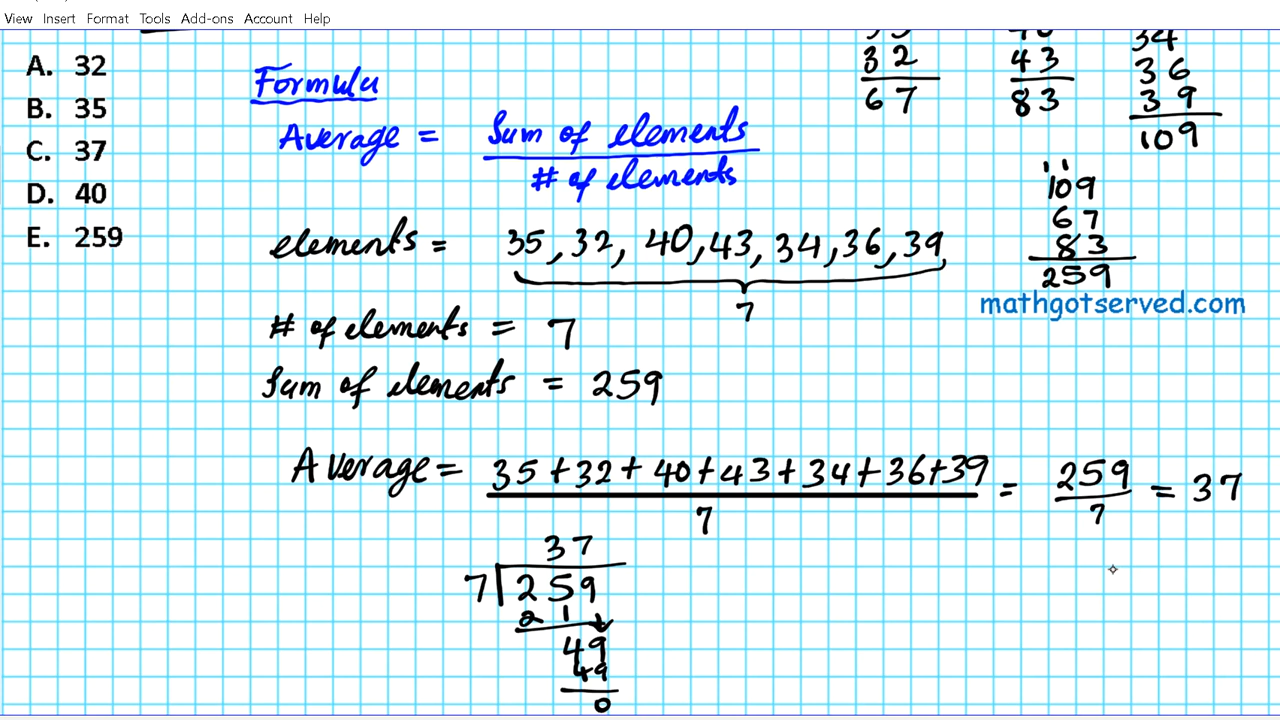 View Insert Format Tools Add-ons Account Help
A. 32
B. 35
C. 37
D. 40
E. 259
Formula
Average = Sum of elements
# of elements
32
67
43
83
34
36
39
109
11
109
67
83
259
mathgotserved.com
elements = 35, 32, 40, 43, 34, 36, 39
7
# of elements = 7
Sum of elements = 259
Average = 35 + 32 + 40 + 43 + 34 + 36 + 39 = 259 = 37
7 7
37
7 259
21
49
49
0